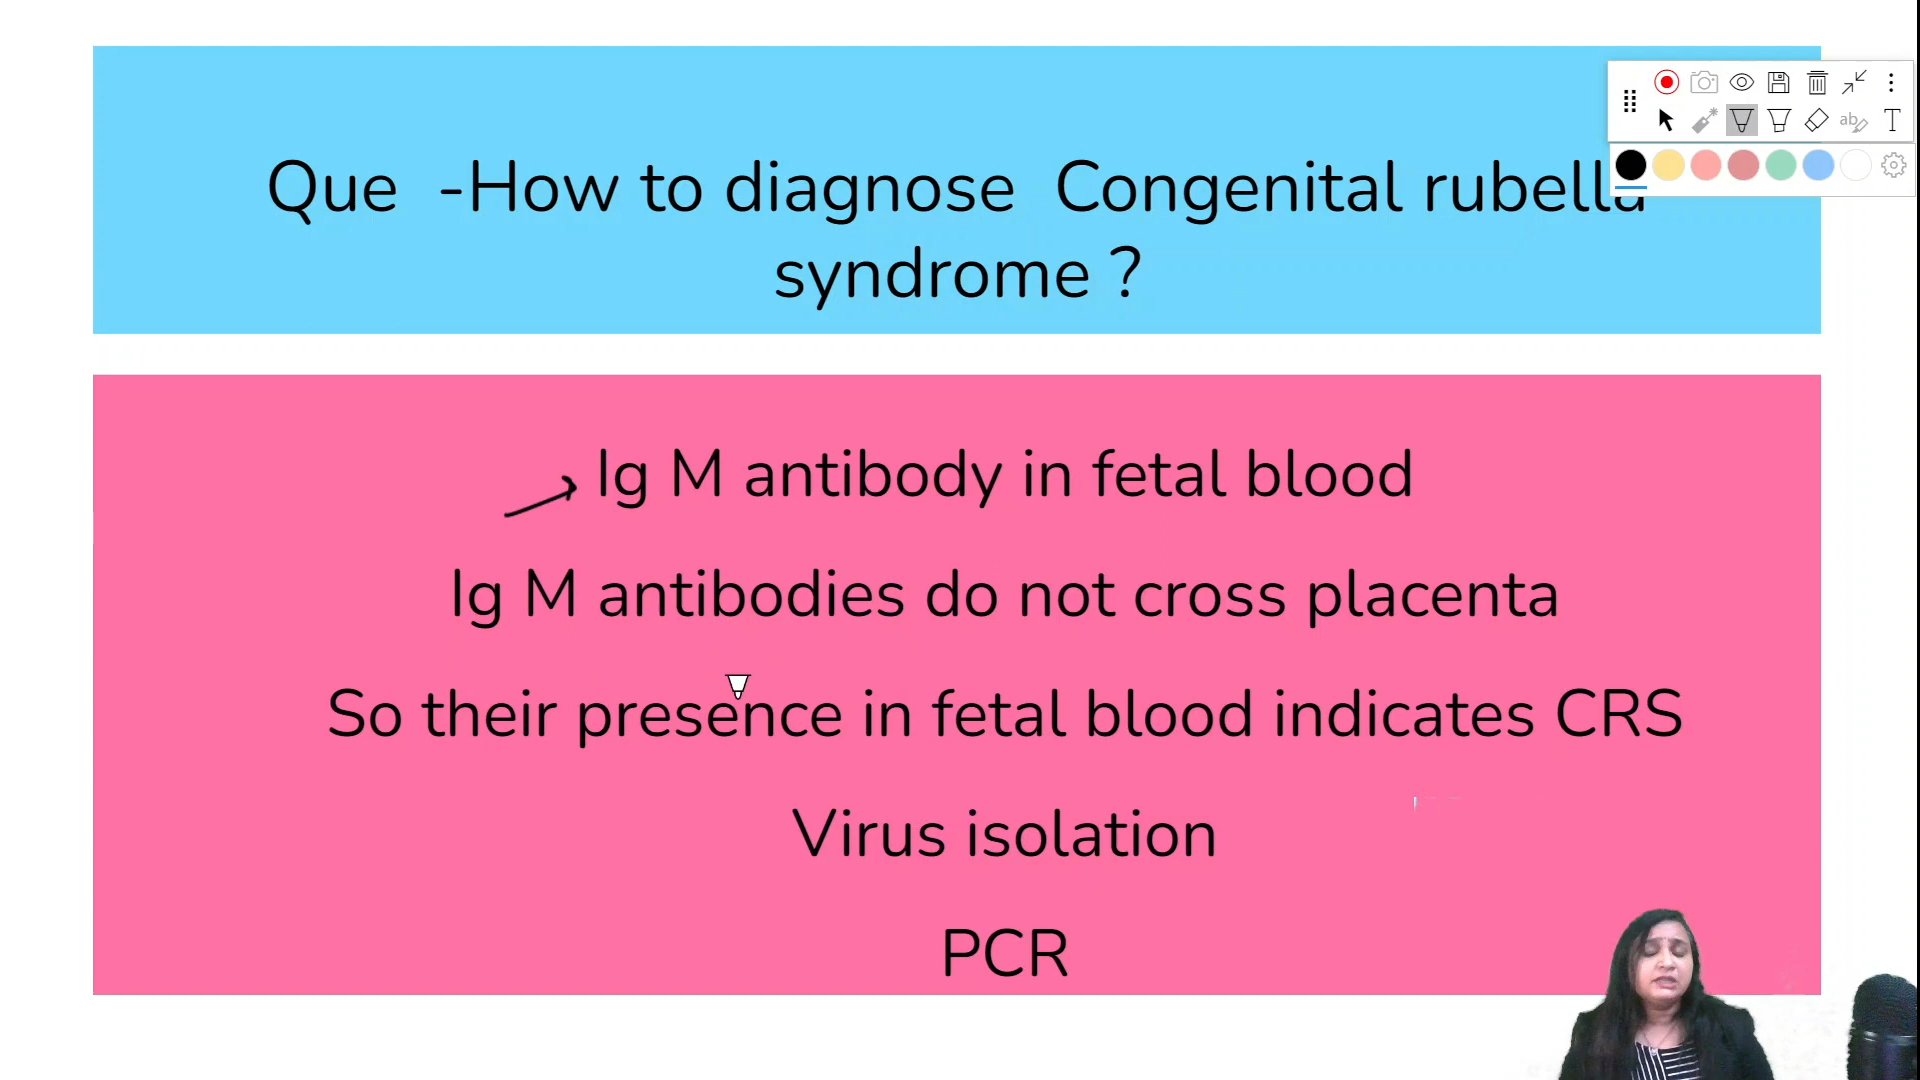 Que -How to diagnose Congenital rubella
syndrome ?
Ig M antibody in fetal blood
Ig M antibodies do not cross placenta
So their presence in fetal blood indicates CRS
Virus isolation
PCR
ab
T